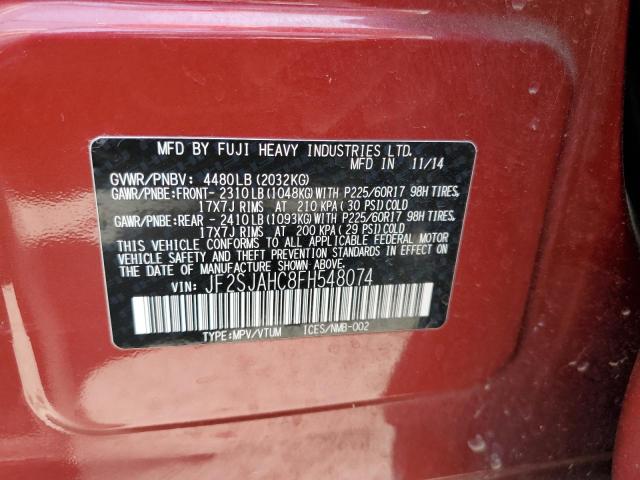 MFD BY FUJI HEAVY INDUSTRIES LTD.
MFD IN 11/14
GVWR/PNBV: 4480LB (2032KG)
GAWR/PNBE:FRONT- 2310LB (1048KG)WITH P225/60R17 98H TIRES,
17X7J RIMS AT 210 KPA ( 30 PSI)COLD
GAWR/PNBE:REAR - 2410LB (1093KG)WITH P225/60R17 98H TIRES,
17X7J RIMS AT 200 KPA ( 29 PSI)COLD
THIS VEHICLE CONFORMS TO ALL APPLICABLE FEDERAL MOTOR
VEHICLE SAFETY AND THEFT PREVENTION STANDARDS IN EFFECT ON
THE DATE OF MANUFACTURE SHOWN ABOVE.
VIN: JF2SJAHC8FH548074
TYPE:MPV/VTUM ICES/NMB-002